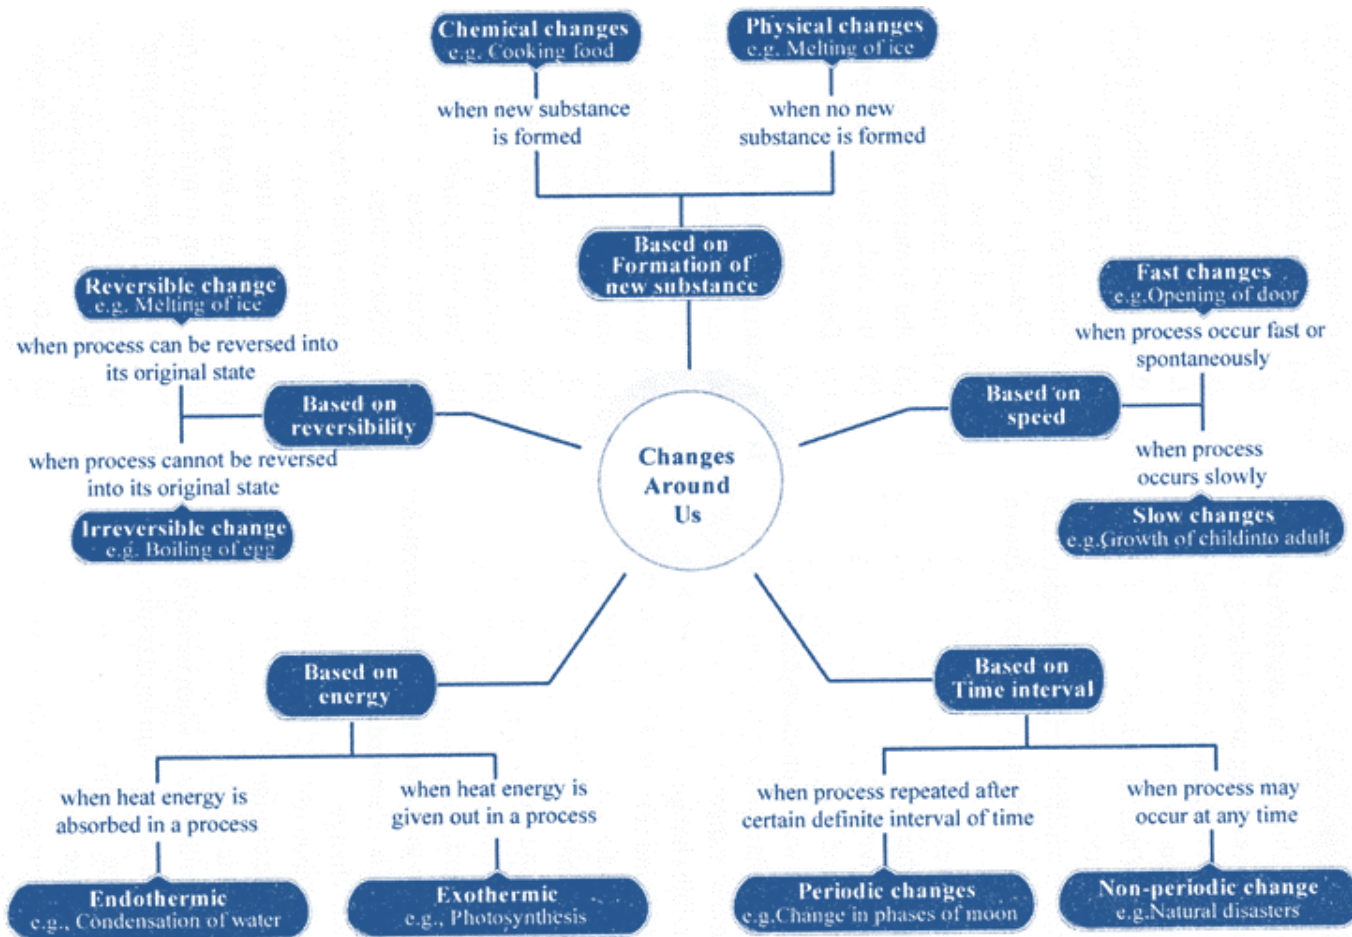 Chemical changes
e.g. Cooking food
when new substance
is formed
Physical changes
e.g. Melting of ice
when no new
substance is formed
Based on
Formation of
new substance
Reversible change
e.g. Melting of ice
when process can be reversed into
its original state
Based on
reversibility
when process cannot be reversed
into its original state
Irreversible change
e.g. Boiling of egg
Fast changes
e.g.Opening of door
when process occur fast or
spontaneously
Based on
speed
when process
occurs slowly
Slow changes
e.g.Growth of childinto adult
Changes
Around
Us
Based on
energy
when heat energy is
absorbed in a process
Endothermic
e.g., Condensation of water
when heat energy is
given out in a process
Exothermic
e.g., Photosynthesis
Based on
Time interval
when process repeated after
certain definite interval of time
Periodic changes
e.g.Change in phases of moon
when process may
occur at any time
Non-periodic change
e.g.Natural disasters